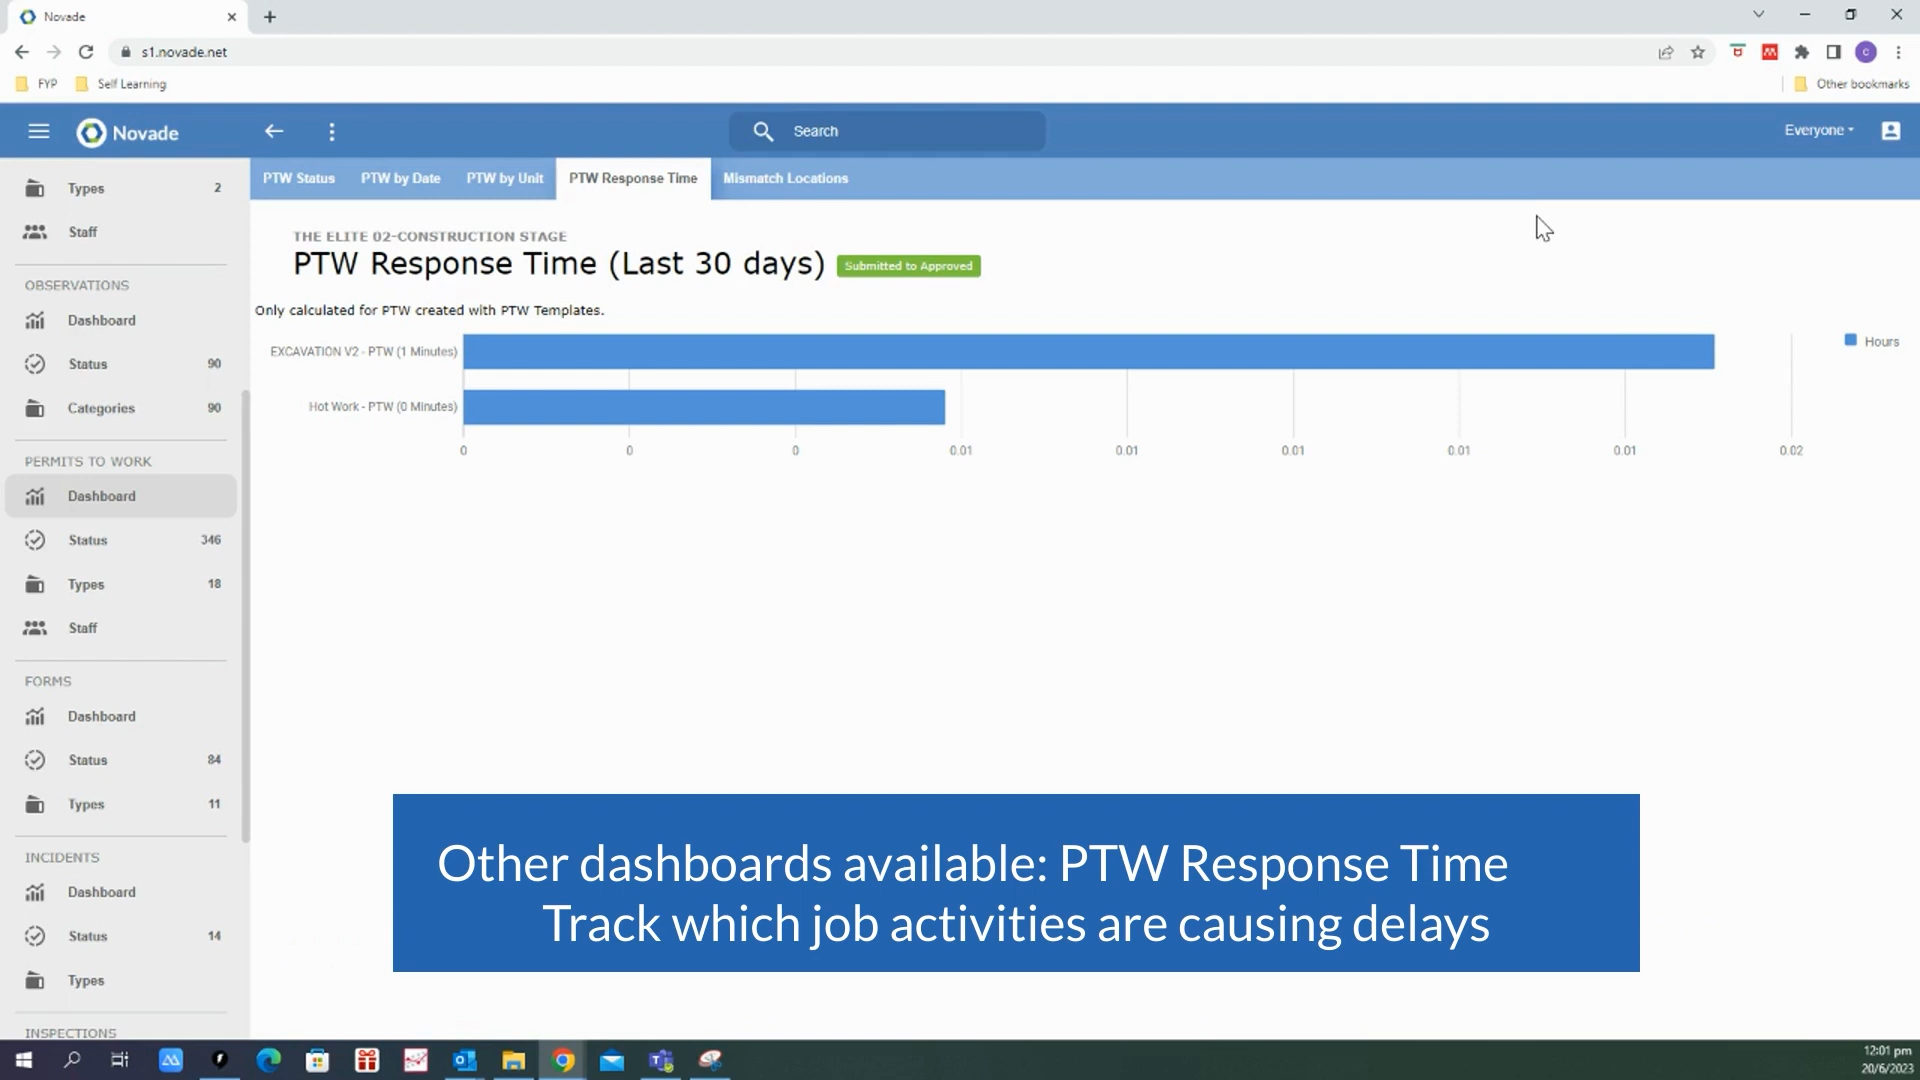 Novade
s1.novade.net
FYP
Self Learning
Other bookmarks
Novade
Search
Everyone
PTW Status
PTW by Date
PTW by Unit
PTW Response Time
Mismatch Locations
Types 2
Staff
OBSERVATIONS
Dashboard
Status 90
Categories 90
PERMITS TO WORK
Dashboard
Status 346
Types 18
Staff
FORMS
Dashboard
Status 84
Types 11
INCIDENTS
Dashboard
Status 14
Types
INSPECTIONS
THE ELITE 02-CONSTRUCTION STAGE
PTW Response Time (Last 30 days) Submitted to Approved
Only calculated for PTW created with PTW Templates.
EXCAVATION V2 - PTW (1 Minutes)
Hot Work - PTW (0 Minutes)
0 0 0 0.01 0.01 0.01 0.01 0.01 0.02
Hours
Other dashboards available: PTW Response Time
Track which job activities are causing delays
12:01 pm
20/6/2023